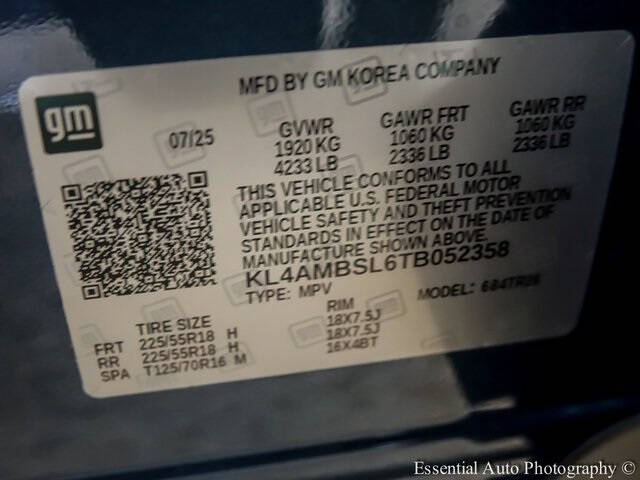 MFD BY GM KOREA COMPANY
gm
07/25
GVWR GAWR FRT GAWR RR
1920 KG 1060 KG 1060 KG
4233 LB 2336 LB 2336 LB
THIS VEHICLE CONFORMS TO ALL
APPLICABLE U.S. FEDERAL MOTOR
VEHICLE SAFETY AND THEFT PREVENTION
STANDARDS IN EFFECT ON THE DATE OF
MANUFACTURE SHOWN ABOVE.
KL4AMBSL6TB052358
TYPE: MPV MODEL:
TIRE SIZE RIM
FRT 225/55R18 H 18X7.5J
RR 225/55R18 H 18X7.5J
SPA T125/70R16 M 16X4BT
Essential Auto Photography ©